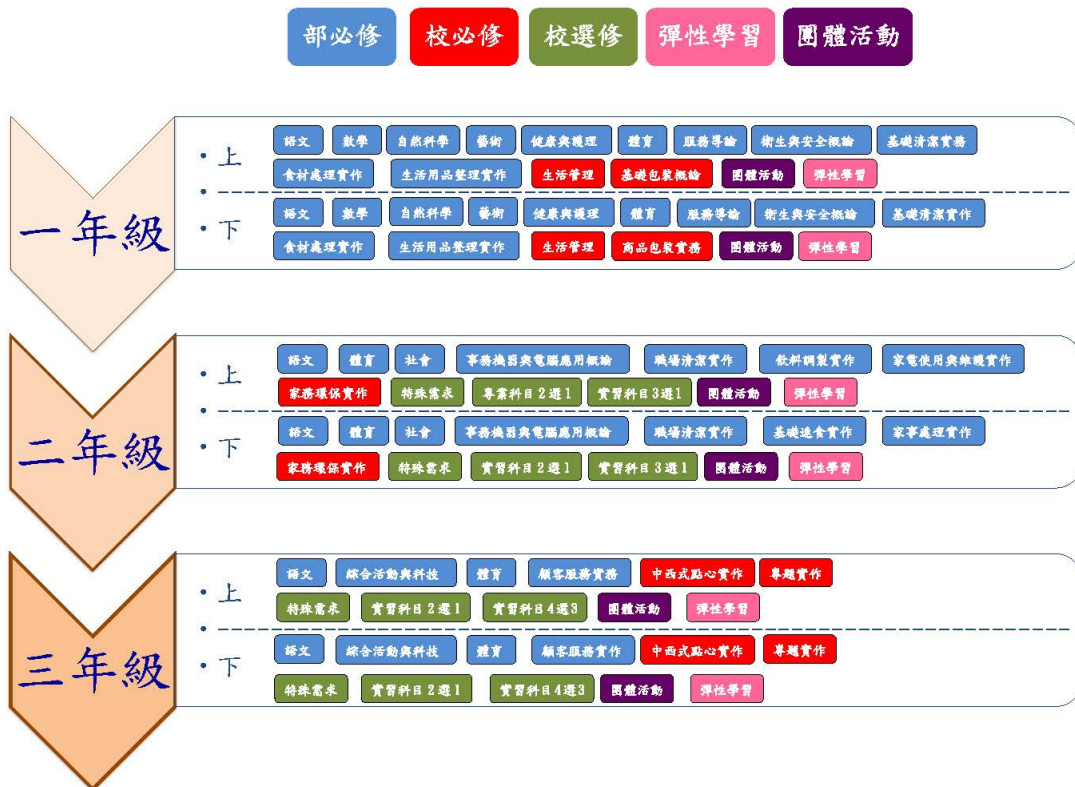 部必修 校必修 校選修 彈性學習 團體活動
一年級
• 上
語文 數學 自然科學 藝術 健康與護理 體育 服務導論 衛生與安全概論 基礎清潔實務
食材處理實作 生活用品整理實作 生活管理 基礎包裝概論 團體活動 彈性學習
•
• 下
語文 數學 自然科學 藝術 健康與護理 體育 服務導論 衛生與安全概論 基礎清潔實作
食材處理實作 生活用品整理實作 生活管理 商品包裝實務 團體活動 彈性學習
二年級
• 上
語文 體育 社會 事務機器與電腦應用概論 職場清潔實作 飲料調製實作 家電使用與維護實作
家務環保實作 特殊需求 專業科目2選1 實習科目3選1 團體活動 彈性學習
•
• 下
語文 體育 社會 事務機器與電腦應用概論 職場清潔實作 基礎速食實作 家事處理實作
家務環保實作 特殊需求 實習科目2選1 實習科目3選1 團體活動 彈性學習
三年級
• 上
語文 綜合活動與科技 體育 顧客服務實務 中西式點心實作 專題實作
特殊需求 實習科目2選1 實習科目4選3 團體活動 彈性學習
•
• 下
語文 綜合活動與科技 體育 顧客服務實作 中西式點心實作 專題實作
特殊需求 實習科目2選1 實習科目4選3 團體活動 彈性學習